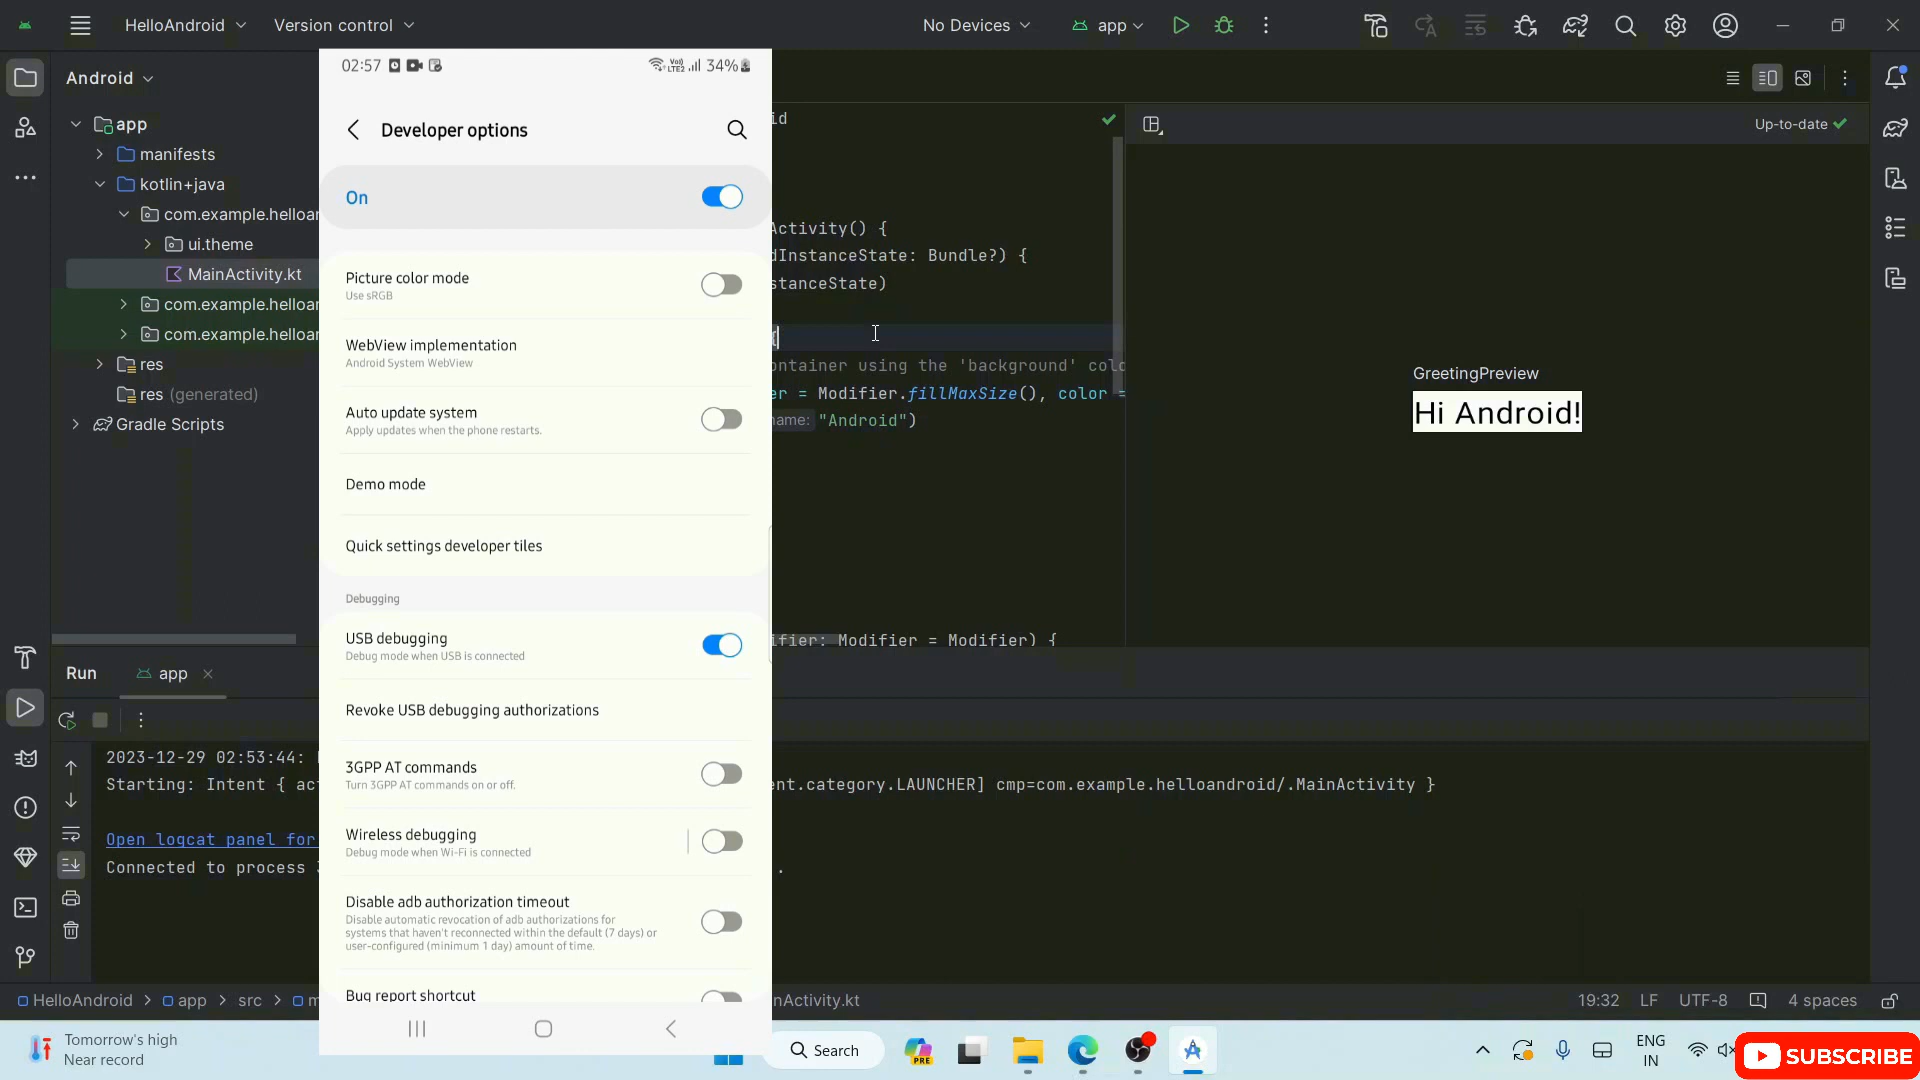 HelloAndroid
Version control
No Devices
app
Android
app
manifests
kotlin+java
com.example.helloan
ui.theme
MainActivity.kt
com.example.helloar
com.example.helloar
res
res (generated)
Gradle Scripts
02:57
34%
Developer options
On
Picture color mode
Use sRGB
WebView implementation
Android System WebView
Auto update system
Apply updates when the phone restarts.
Demo mode
Quick settings developer tiles
Debugging
USB debugging
Debug mode when USB is connected
Revoke USB debugging authorizations
3GPP AT commands
Turn 3GPP AT commands on or off.
Wireless debugging
Debug mode when Wi-Fi is connected
Disable adb authorization timeout
Disable automatic revocation of adb authorizations for
systems that haven't reconnected within the default (7 days) or
user-configured (minimum 1 day) amount of time.
Bug report shortcut
id
Activity() {
dInstanceState: Bundle?) {
stanceState)
{
ontainer using the 'background' colo
er = Modifier.fillMaxSize(), color =
name: "Android")
ifier: Modifier = Modifier) {
Up-to-date
GreetingPreview
Hi Android!
Run
app
2023-12-29 02:53:44:
Starting: Intent { act
nt.category.LAUNCHER] cmp=com.example.helloandroid/.MainActivity }
Open logcat panel for
Connected to process
.
HelloAndroid > app > src > m
nActivity.kt
19:32
LF
UTF-8
4 spaces
Tomorrow's high
Near record
Search
PRE
ENG
IN
SUBSCRIBE